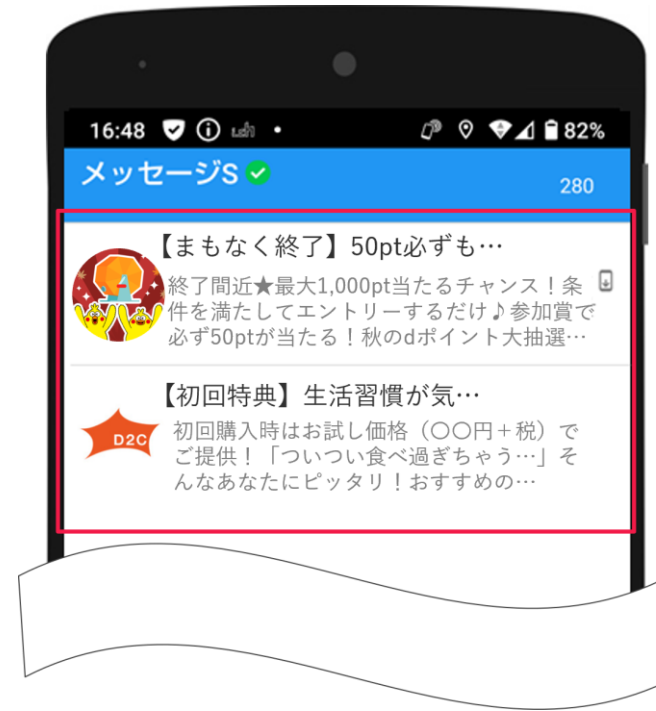 16:48
82%
メッセージS
280
【まもなく終了】50pt必ずも…
終了間近★最大1,000pt当たるチャンス！条
件を満たしてエントリーするだけ♪参加賞で
必ず50ptが当たる！秋のdポイント大抽選…
【初回特典】生活習慣が気…
D2C
初回購入時はお試し価格（〇〇円＋税）で
ご提供！「ついつい食べ過ぎちゃう…」そ
んなあなたにピッタリ！おすすめの…